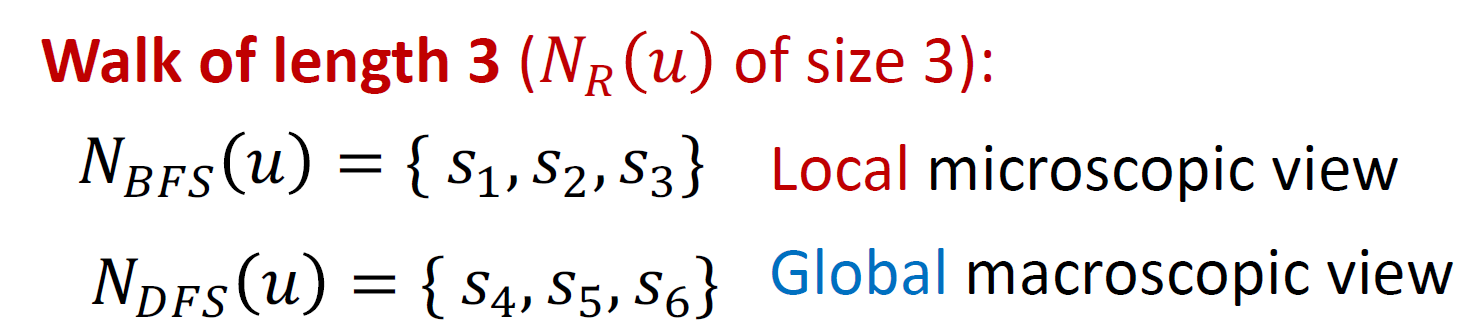 Walk of length 3 (N_R(u) of size 3):
N_BFS(u) = { s_1, s_2, s_3} Local microscopic view
N_DFS(u) = { s_4, s_5, s_6} Global macroscopic view